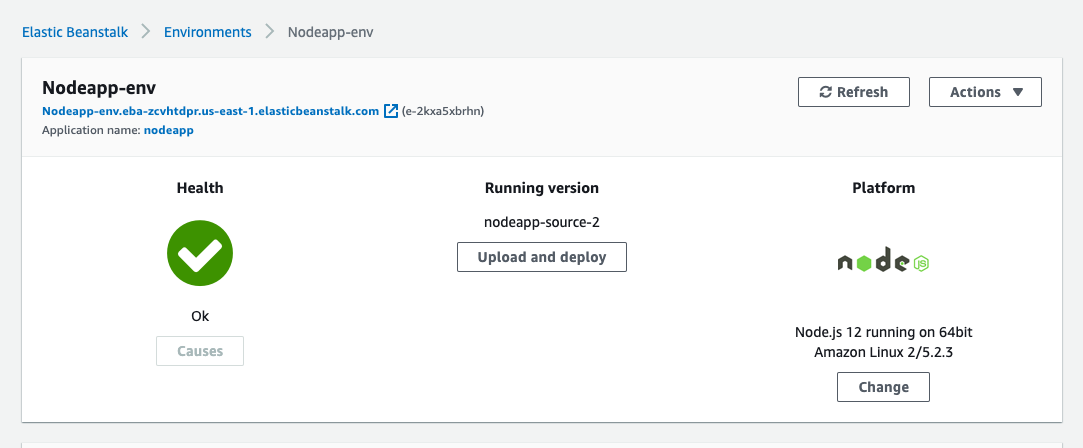 Elastic Beanstalk > Environments > Nodeapp-env
Nodeapp-env
Refresh
Actions
Nodeapp-env.eba-zcvhtdpr.us-east-1.elasticbeanstalk.com (e-2kxa5xbrhn)
Application name: nodeapp
Health
Running version
Platform
nodeapp-source-2
Upload and deploy
node
JS
Ok
Causes
Node.js 12 running on 64bit
Amazon Linux 2/5.2.3
Change